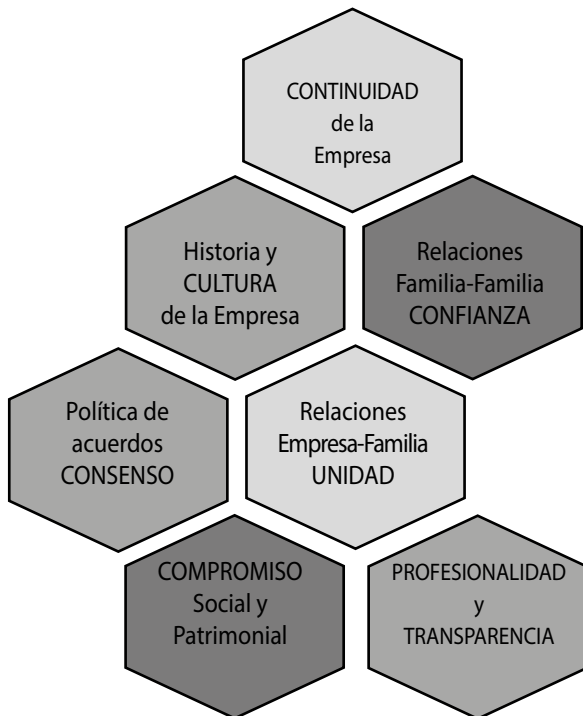 CONTINUIDAD
de la
Empresa
Historia y
CULTURA
de la Empresa
Relaciones
Familia-Familia
CONFIANZA
Política de
acuerdos
CONSENSO
Relaciones
Empresa-Familia
UNIDAD
COMPROMISO
Social y
Patrimonial
PROFESIONALIDAD
y
TRANSPARENCIA